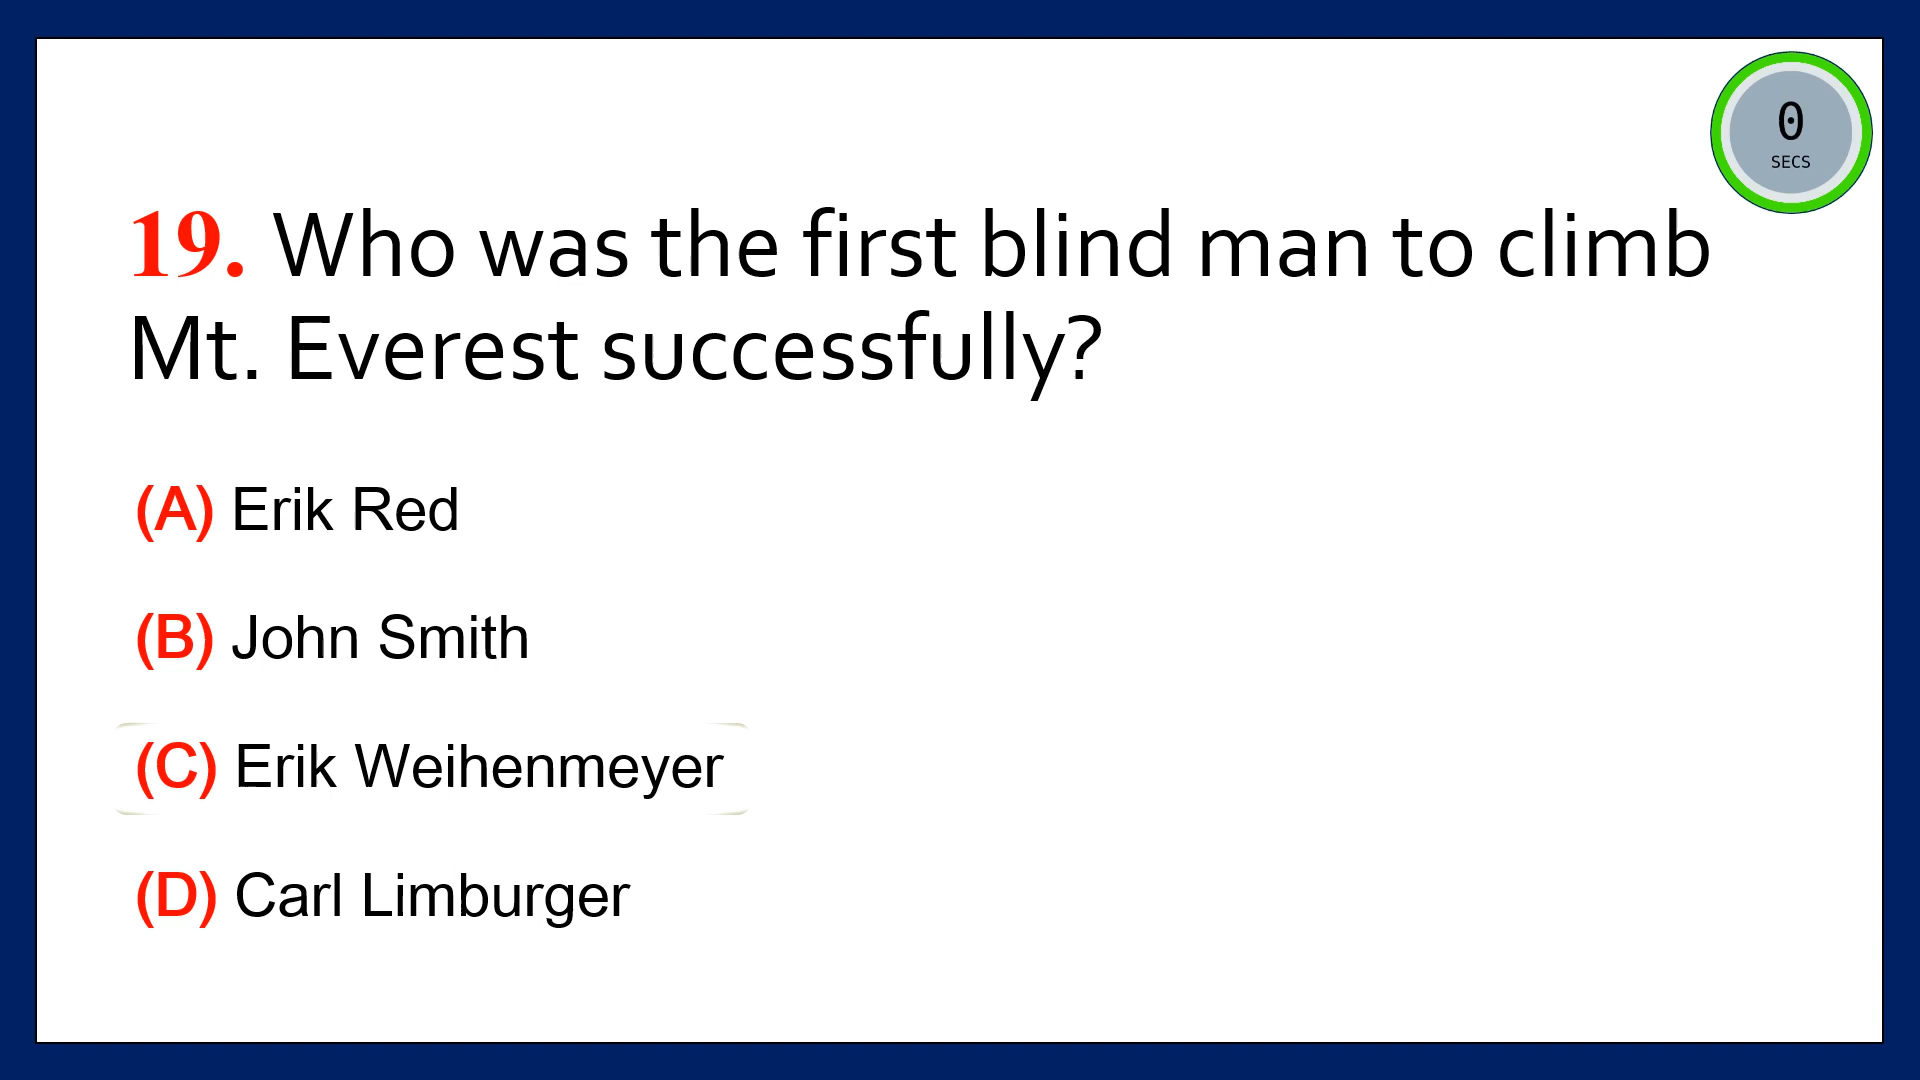 0
SECS
19. Who was the first blind man to climb
Mt. Everest successfully?
(A) Erik Red
(B) John Smith
(C) Erik Weihenmeyer
(D) Carl Limburger